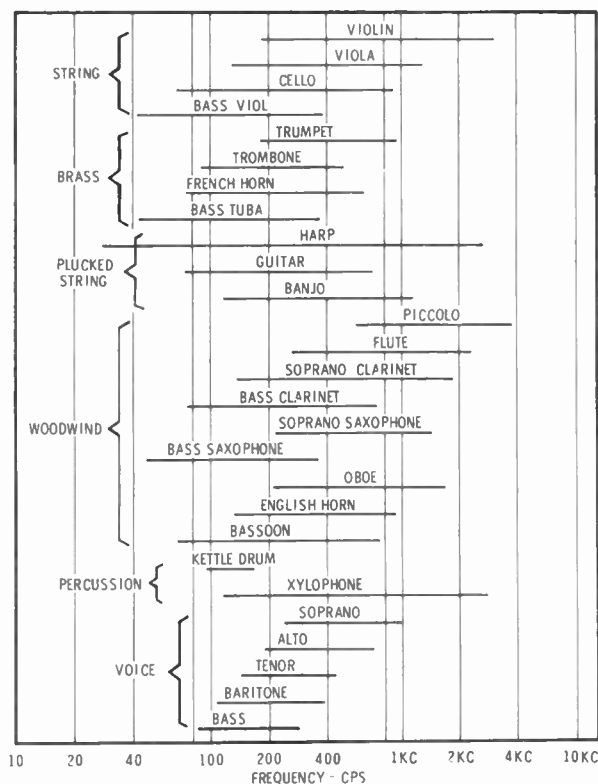 VIOLIN
VIOLA
STRING
CELLO
BASS VIOL
TRUMPET
TROMBONE
BRASS
FRENCH HORN
BASS TUBA
HARP
PLUCKED
STRING
GUITAR
BANJO
PICCOLO
FLUTE
SOPRANO CLARINET
BASS CLARINET
WOODWIND
SOPRANO SAXOPHONE
BASS SAXOPHONE
OBOE
ENGLISH HORN
BASSOON
KETTLE DRUM
PERCUSSION
XYLOPHONE
SOPRANO
ALTO
VOICE
TENOR
BARITONE
BASS
10 20 40 100 200 400 1KC 2KC 4KC 10KC
FREQUENCY - CPS